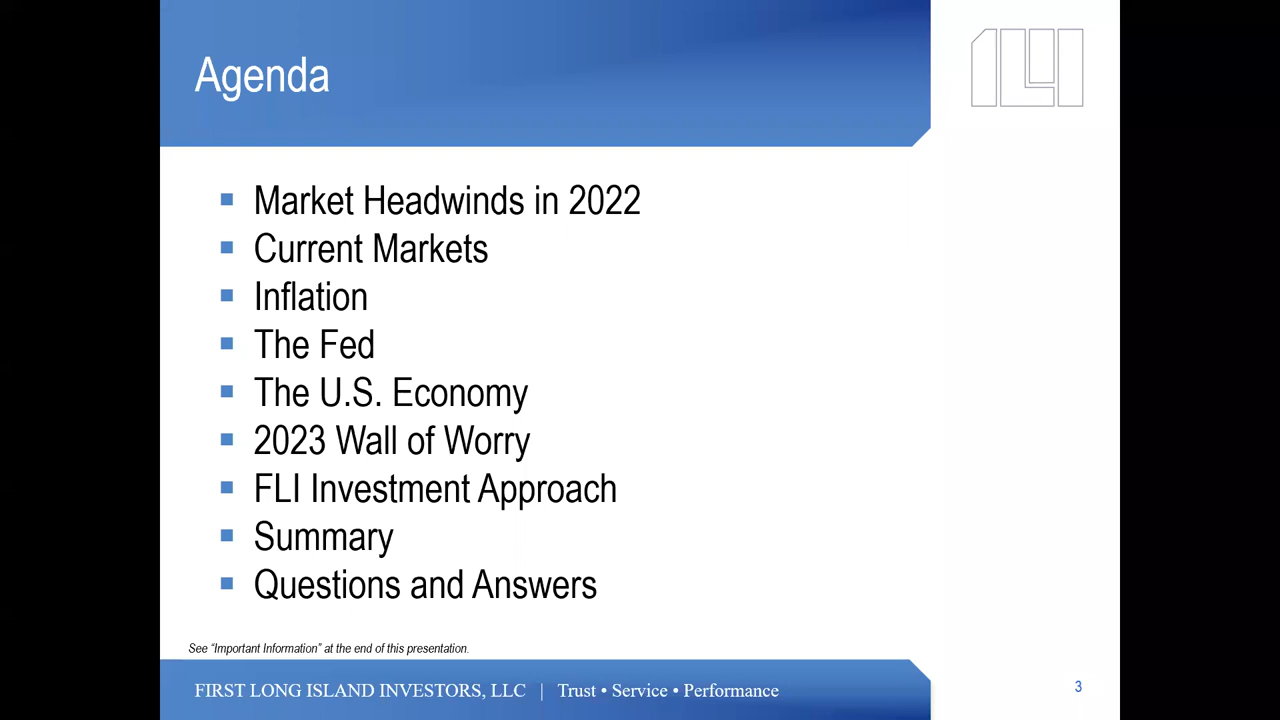 Agenda
FLI
Market Headwinds in 2022
Current Markets
Inflation
The Fed
The U.S. Economy
2023 Wall of Worry
FLI Investment Approach
Summary
Questions and Answers
See “Important Information” at the end of this presentation.
FIRST LONG ISLAND INVESTORS, LLC | Trust • Service • Performance
3